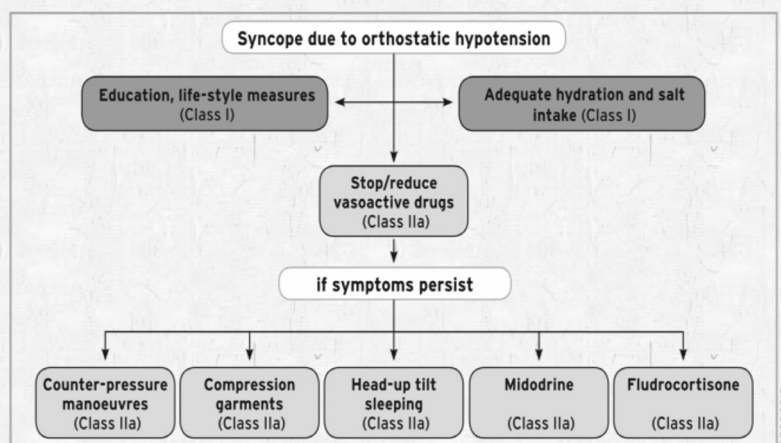 Syncope due to orthostatic hypotension
Education, life-style measures
(Class I)
Adequate hydration and salt
intake (Class I)
Stop/reduce
vasoactive drugs
(Class IIa)
if symptoms persist
Counter-pressure
manoeuvres
(Class IIa)
Compression
garments
(Class IIa)
Head-up tilt
sleeping
(Class IIa)
Midodrine
(Class IIa)
Fludrocortisone
(Class IIa)